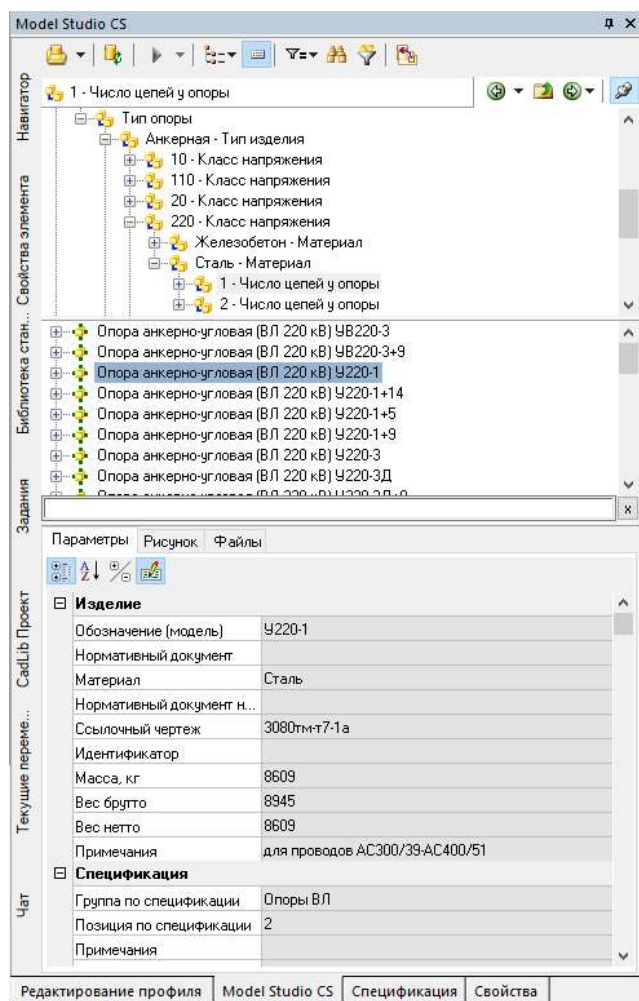 Model Studio CS
1 - Число цепей у опоры
Тип опоры
Анкерная - Тип изделия
10 - Класс напряжения
110 - Класс напряжения
20 - Класс напряжения
220 - Класс напряжения
Железобетон - Материал
Сталь - Материал
1 - Число цепей у опоры
2 - Число цепей у опоры
Опора анкерно-угловая (ВЛ 220 кВ) УВ220-3
Опора анкерно-угловая (ВЛ 220 кВ) УВ220-3+9
Опора анкерно-угловая (ВЛ 220 кВ) У220-1
Опора анкерно-угловая (ВЛ 220 кВ) У220-1+14
Опора анкерно-угловая (ВЛ 220 кВ) У220-1+5
Опора анкерно-угловая (ВЛ 220 кВ) У220-1+9
Опора анкерно-угловая (ВЛ 220 кВ) У220-3
Опора анкерно-угловая (ВЛ 220 кВ) У220-3Д
Навигатор
Свойства элемента
Библиотека стан...
Задания
CadLib Проект
Текущие переме...
Чат
Параметры Рисунок Файлы
Изделие
Обозначение (модель) У220-1
Нормативный документ
Материал Сталь
Нормативный документ н...
Ссылочный чертеж 3080тм-т7-1а
Идентификатор
Масса, кг 8609
Вес брутто 8945
Вес нетто 8609
Примечания для проводов АС300/39-АС400/51
Спецификация
Группа по спецификации Опоры ВЛ
Позиция по спецификации 2
Примечания
Редактирование профиля Model Studio CS Спецификация Свойства